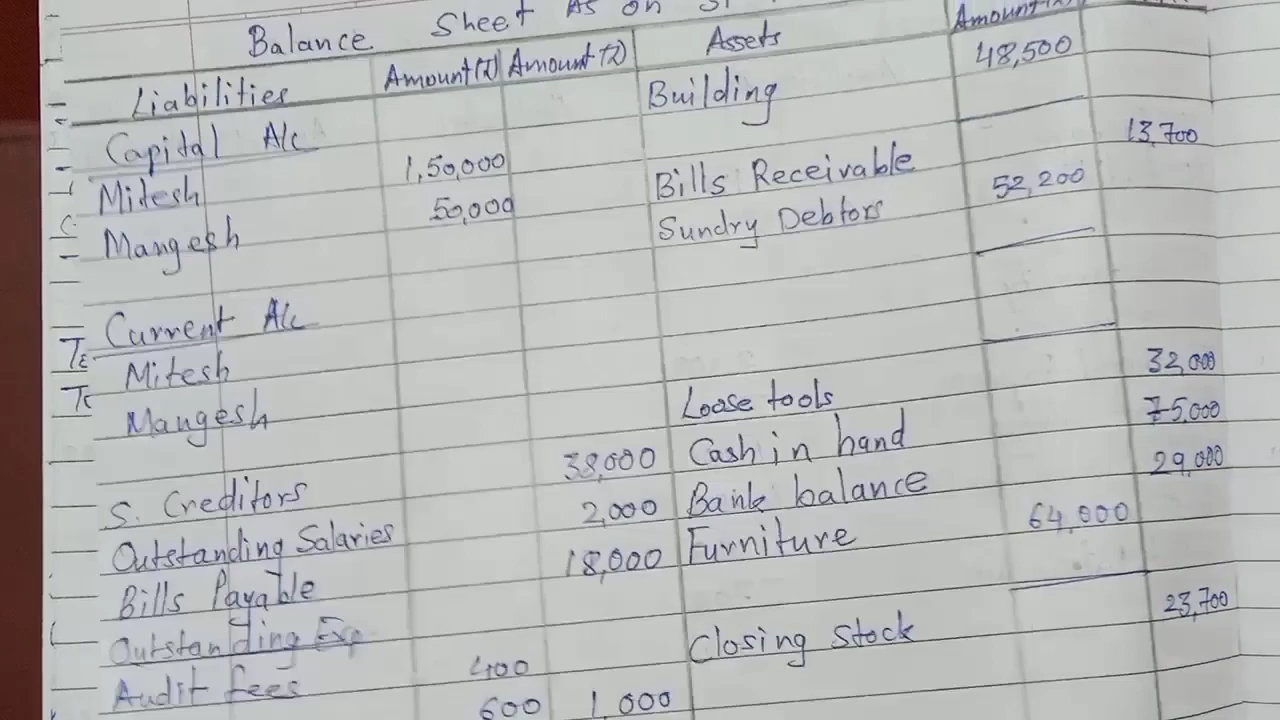 Balance Sheet As on
Liabilities Amount(₹) Amount(₹) Assets Amount(₹)
Building 48,500
Capital A/c
13,700
Mitesh 1,50,000 Bills Receivable
Mangesh 50,000 Sundry Debtors 52,200
Current A/c
Mitesh
32,000
Mangesh Loose tools
75,000
38,000 Cash in hand
29,000
S. Creditors
2,000 Bank balance
Outstanding Salaries
18,000 Furniture 64,000
Bills Payable
23,700
Outstanding Exp
Closing Stock
Audit fees 400
600 1,000